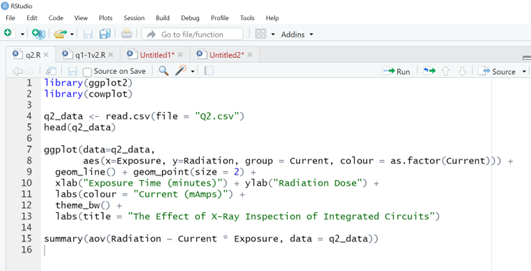 RStudio
File Edit Code View Plots Session Build Debug Profile Tools Help
Go to file/function Addins
q2.R q1-1v2.R Untitled1* Untitled2*
Source on Save Run Source
1 library(ggplot2)
2 library(cowplot)
3
4 q2_data <- read.csv(file = "Q2.csv")
5 head(q2_data)
6
7 ggplot(data=q2_data,
8 aes(x=Exposure, y=Radiation, group = Current, colour = as.factor(Current))) +
9 geom_line() + geom_point(size = 2) +
10 xlab("Exposure Time (minutes)") + ylab("Radiation Dose") +
11 labs(colour = "Current (mAmps)") +
12 theme_bw() +
13 labs(title = "The Effect of X-Ray Inspection of Integrated Circuits")
14
15 summary(aov(Radiation ~ Current * Exposure, data = q2_data))
16